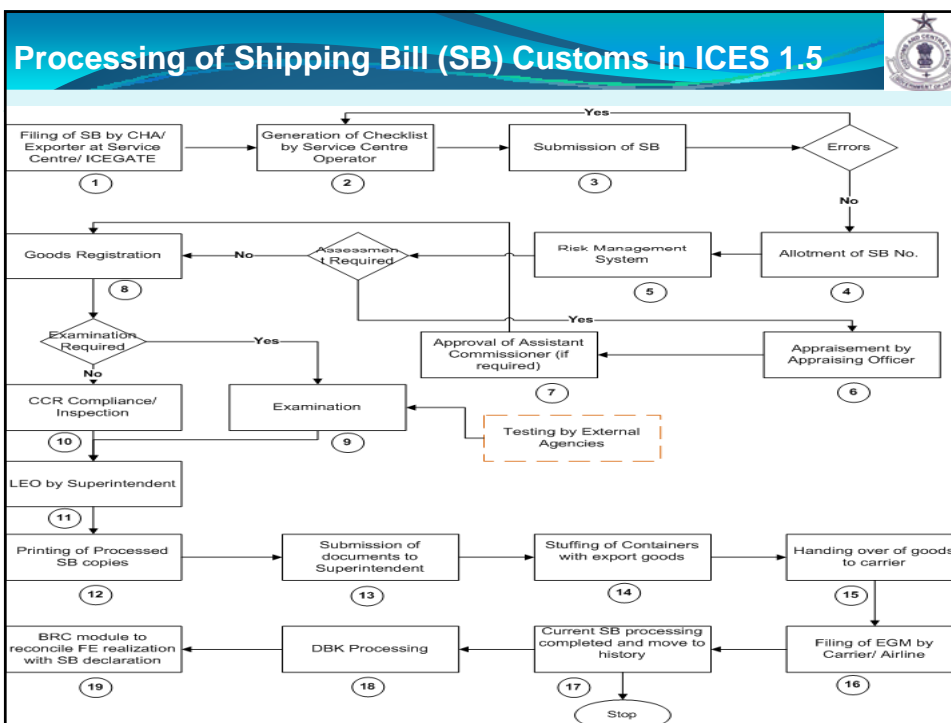 Processing of Shipping Bill (SB) Customs in ICES 1.5
Yes
Filing of SB by CHA/
Exporter at Service
Centre/ ICEGATE
1
Generation of Checklist
by Service Centre
Operator
2
Submission of SB
3
Errors
No
Goods Registration
8
No
Assessmen
t Required
Risk Management
System
5
Allotment of SB No.
4
Yes
Examination
Required
Yes
No
Approval of Assistant
Commissioner (if
required)
7
Appraisement by
Appraising Officer
6
CCR Compliance/
Inspection
10
Examination
9
Testing by External
Agencies
LEO by Superintendent
11
Printing of Processed
SB copies
12
Submission of
documents to
Superintendent
13
Stuffing of Containers
with export goods
14
Handing over of goods
to carrier
15
BRC module to
reconcile FE realization
with SB declaration
19
DBK Processing
18
Current SB processing
completed and move to
history
17
Filing of EGM by
Carrier/ Airline
16
Stop